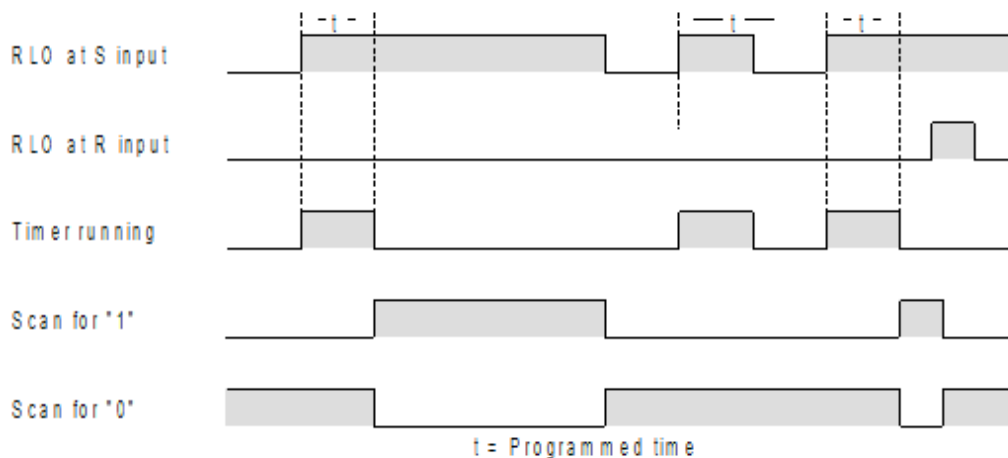 t t t
RLO at S input
RLO at R input
Timer running
Scan for "1"
Scan for "0"
t = Programmed time